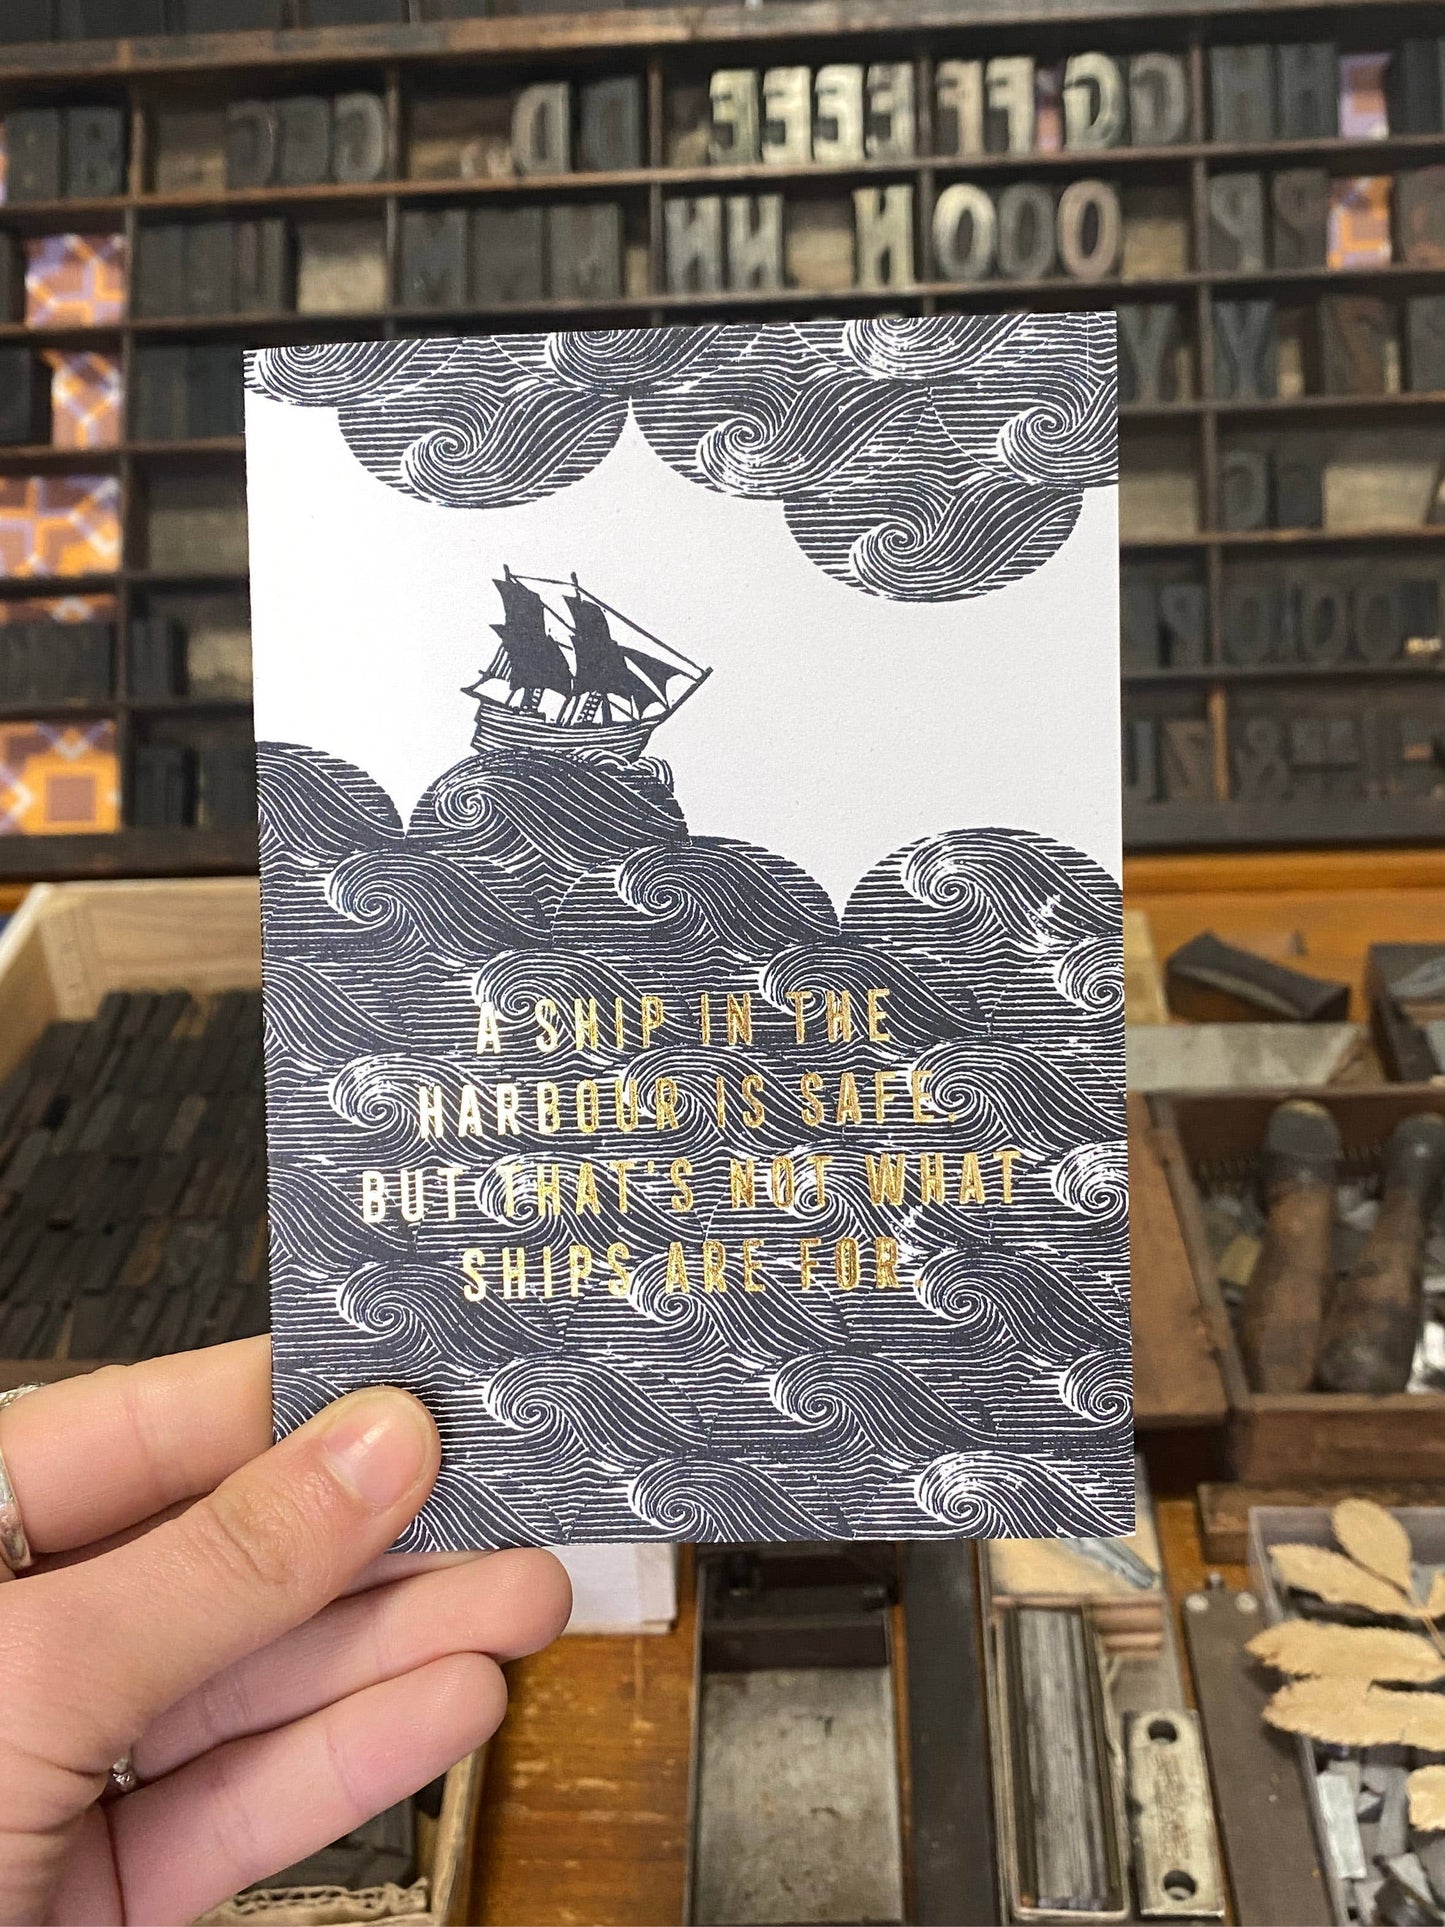 A SHIP IN THE
HARBOUR IS SAFE.
BUT THAT'S NOT WHAT
SHIPS ARE FOR.